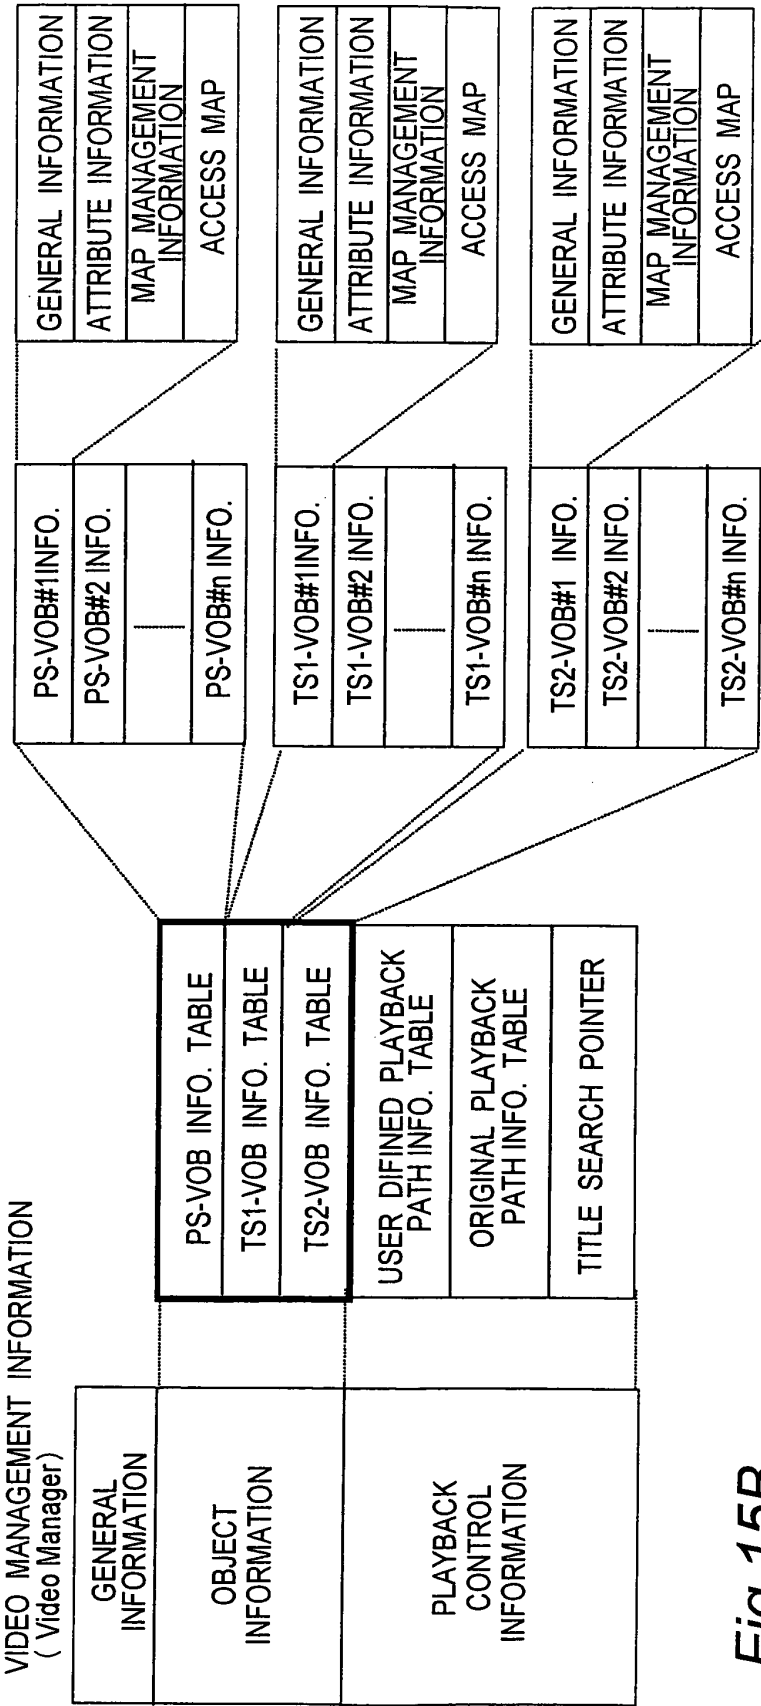 VIDEO MANAGEMENT INFORMATION
( Video Manager)
GENERAL
INFORMATION
OBJECT
INFORMATION
PLAYBACK
CONTROL
INFORMATION
PS-VOB INFO. TABLE
TS1-VOB INFO. TABLE
TS2-VOB INFO. TABLE
USER DIFINED PLAYBACK
PATH INFO. TABLE
ORIGINAL PLAYBACK
PATH INFO. TABLE
TITLE SEARCH POINTER
PS-VOB#1INFO.
PS-VOB#2 INFO.
PS-VOB#n INFO.
TS1-VOB#1INFO.
TS1-VOB#2 INFO.
TS1-VOB#n INFO.
TS2-VOB#1 INFO.
TS2-VOB#2 INFO.
TS2-VOB#n INFO.
GENERAL INFORMATION
ATTRIBUTE INFORMATION
MAP MANAGEMENT
INFORMATION
ACCESS MAP
GENERAL INFORMATION
ATTRIBUTE INFORMATION
MAP MANAGEMENT
INFORMATION
ACCESS MAP
GENERAL INFORMATION
ATTRIBUTE INFORMATION
MAP MANAGEMENT
INFORMATION
ACCESS MAP
Fig.15B